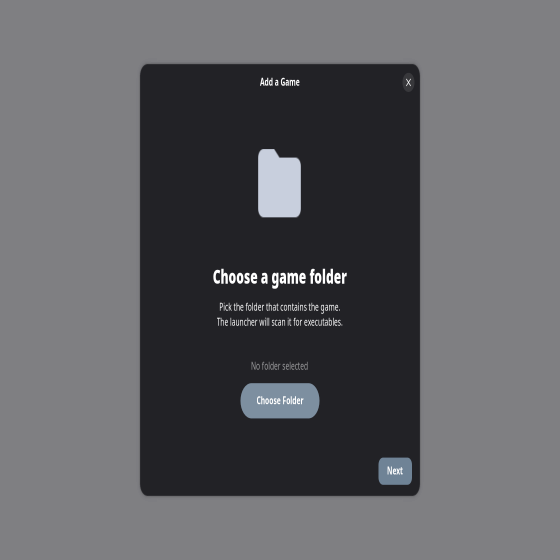 Add a Game
X
Choose a game folder
Pick the folder that contains the game.
The launcher will scan it for executables.
No folder selected
Choose Folder
Next